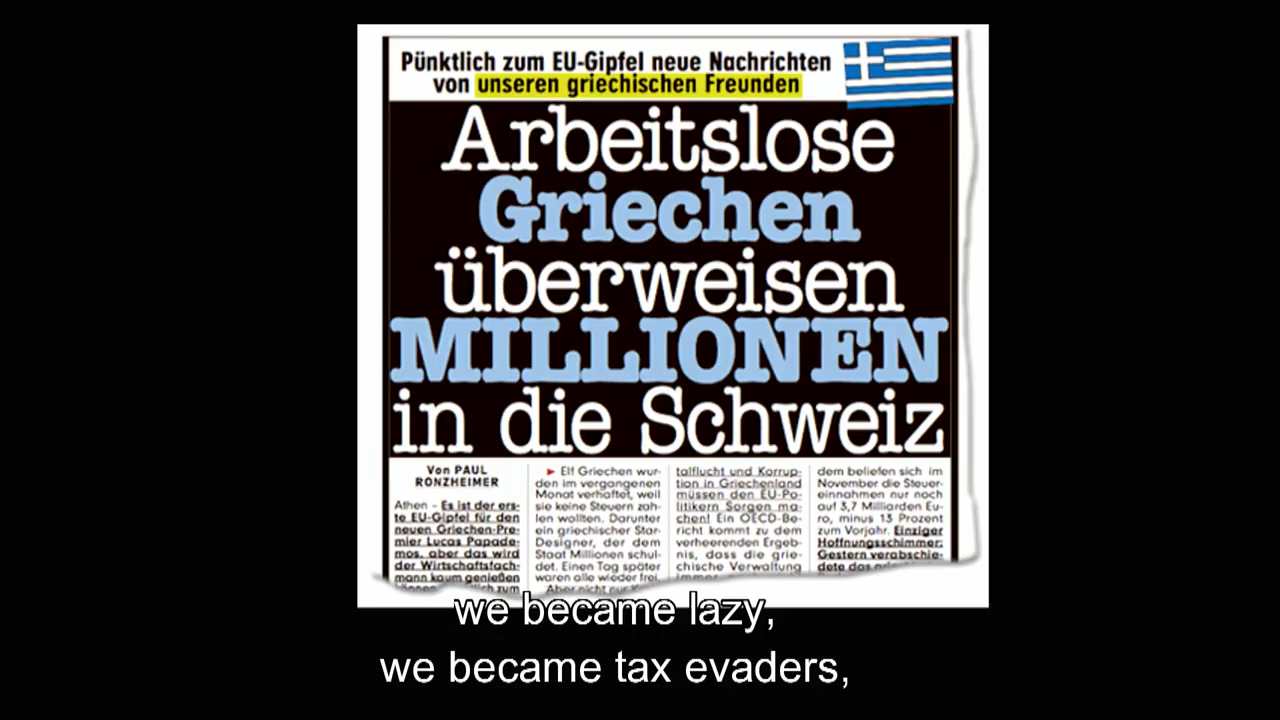 Pünktlich zum EU-Gipfel neue Nachrichten
von unseren griechischen Freunden
Arbeitslose
Griechen
überweisen
MILLIONEN
in die Schweiz
Von PAUL
RONZHEIMER
Athen – Es ist der ers-
te EU-Gipfel für den
neuen Griechen-Pre-
mier Lucas Papade-
mos, aber das wird
der Wirtschaftsfach-
mann kaum genießen
► Elf Griechen wur-
den im vergangenen
Monat verhaftet, weil
sie keine Steuern zah-
len wollten. Darunter
ein griechischer Star-
Designer, der dem
Staat Millionen schul-
det. Einen Tag später
waren alle wieder frei.
Aber nicht nur
talflucht und Korrup-
tion in Griechenland
müssen den EU-Po-
litikern Sorgen ma-
chen! Ein OECD-Be-
richt kommt zu dem
verheerenden Ergeb-
nis, dass die grie-
chische Verwaltung
dem beliefen sich im
November die Steuer-
einnahmen nur noch
auf 3,7 Milliarden Eu-
ro, minus 13 Prozent
zum Vorjahr. Einziger
Hoffnungsschimmer:
Gestern verabschie-
we became lazy,
we became tax evaders,